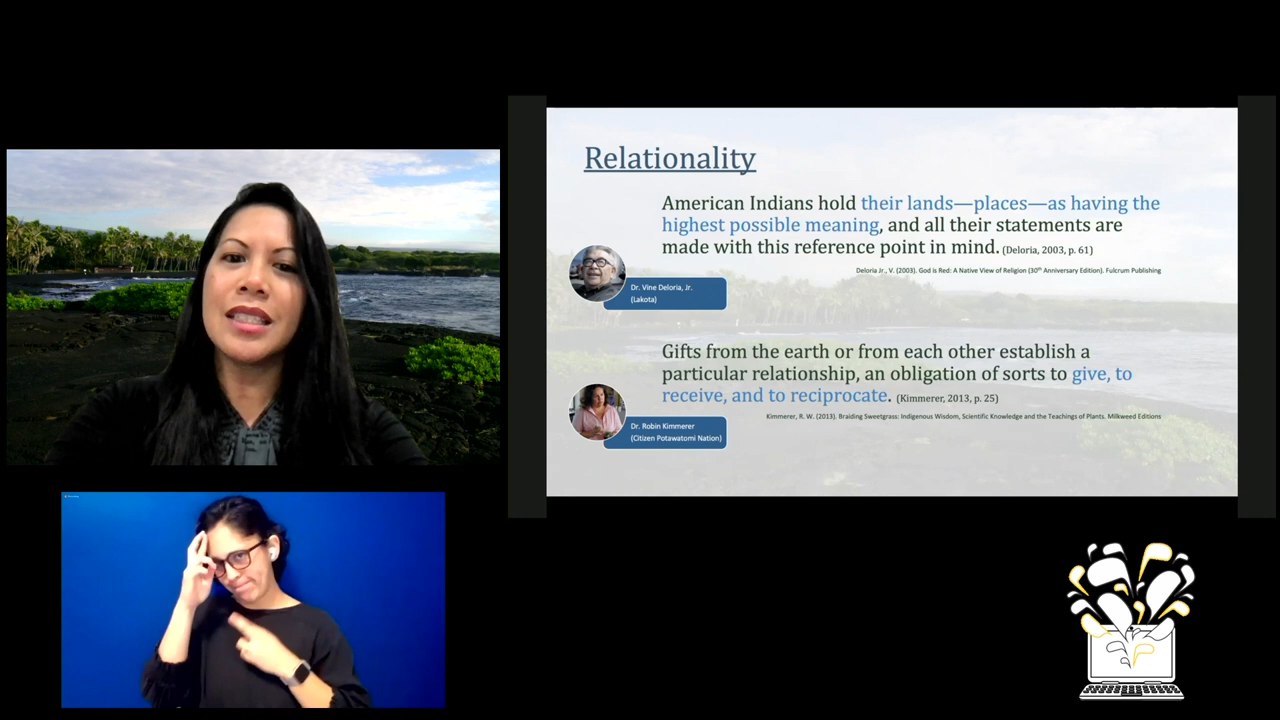 Relationality
American Indians hold their lands—places—as having the
highest possible meaning, and all their statements are
made with this reference point in mind. (Deloria, 2003, p. 61)
Deloria Jr., V. (2003). God is Red: A Native View of Religion (30th Anniversary Edition). Fulcrum Publishing
Dr. Vine Deloria, Jr.
(Lakota)
Gifts from the earth or from each other establish a
particular relationship, an obligation of sorts to give, to
receive, and to reciprocate. (Kimmerer, 2013, p. 25)
Kimmerer, R. W. (2013). Braiding Sweetgrass: Indigenous Wisdom, Scientific Knowledge and the Teachings of Plants. Milkweed Editions
Dr. Robin Kimmerer
(Citizen Potawatomi Nation)